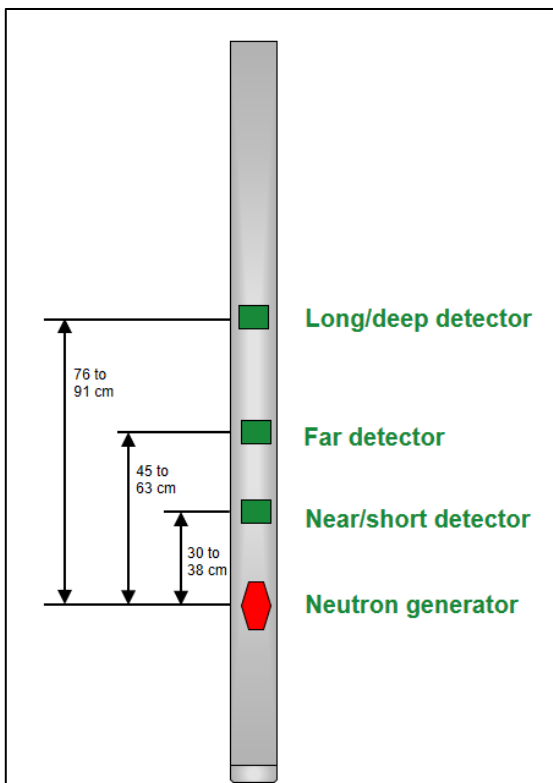 Long/deep detector
76 to
91 cm
Far detector
45 to
63 cm
Near/short detector
30 to
38 cm
Neutron generator